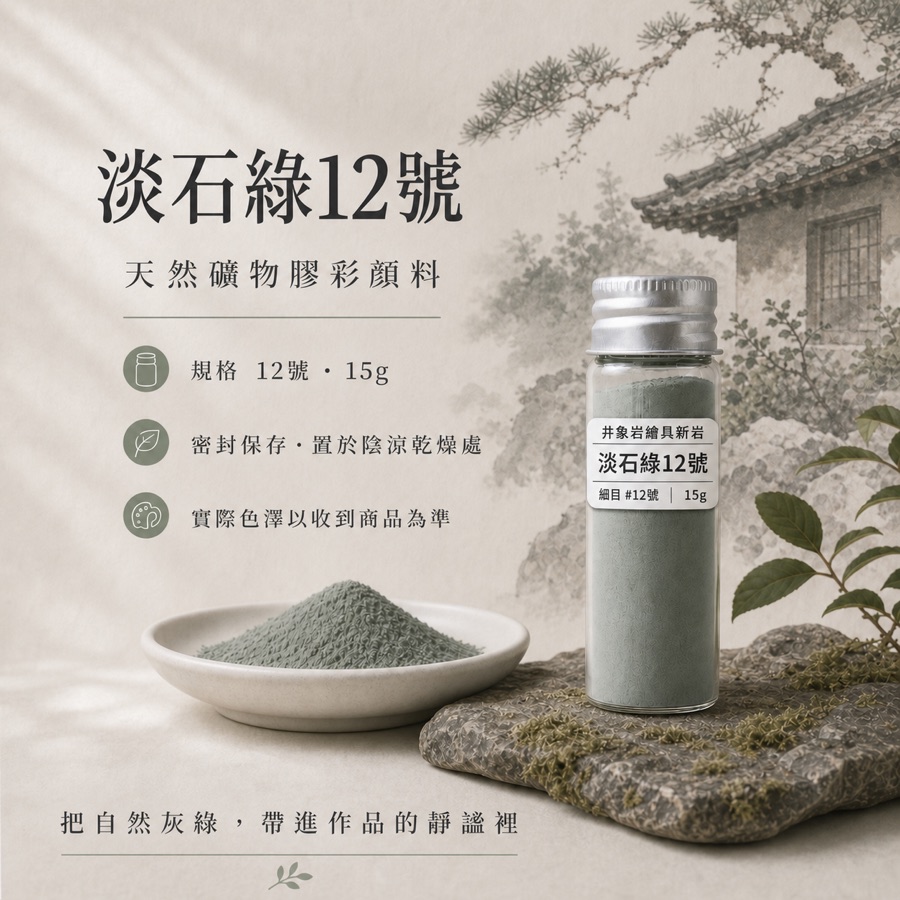 淡石綠12號
天然礦物膠彩顏料
規格 12號・15g
密封保存・置於陰涼乾燥處
實際色澤以收到商品為準
井象岩繪具新岩
淡石綠12號
細目 #12號 | 15g
把自然灰綠，帶進作品的靜謐裡